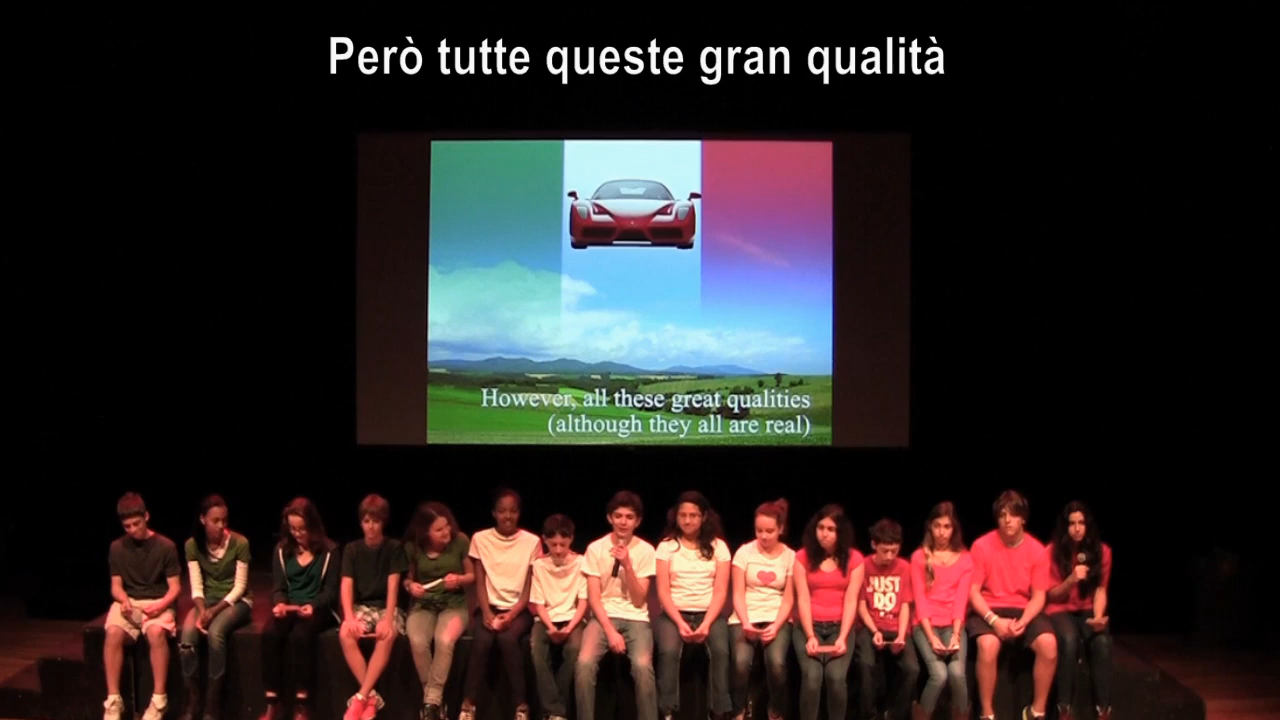 Però tutte queste gran qualità
However, all these great qualities
(although they all are real)
JUST
DO